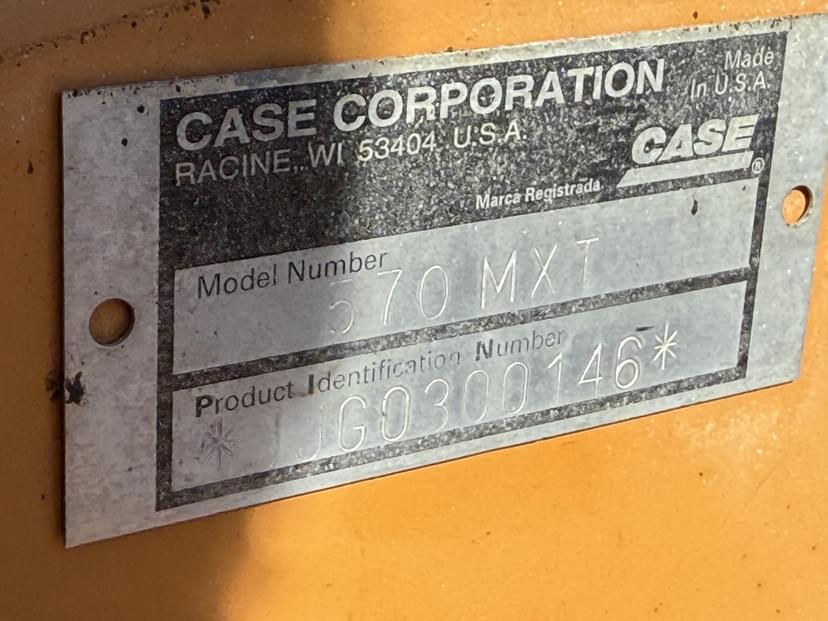 CASE CORPORATION
RACINE, WI 53404 U.S.A.
Made
In U.S.A.
CASE®
Marca Registrada
Model Number
570 MXT
Product Identification Number
*JJG0300146*